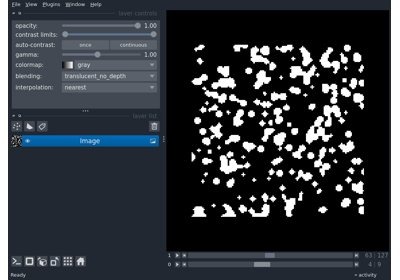 File View Plugins Window Help
layer controls
opacity: 1.00
contrast limits:
auto-contrast: once continuous
gamma: 1.00
colormap: gray
blending: translucent_no_depth
interpolation: nearest
layer list
Image
1 63 127
0 4 9
Ready activity